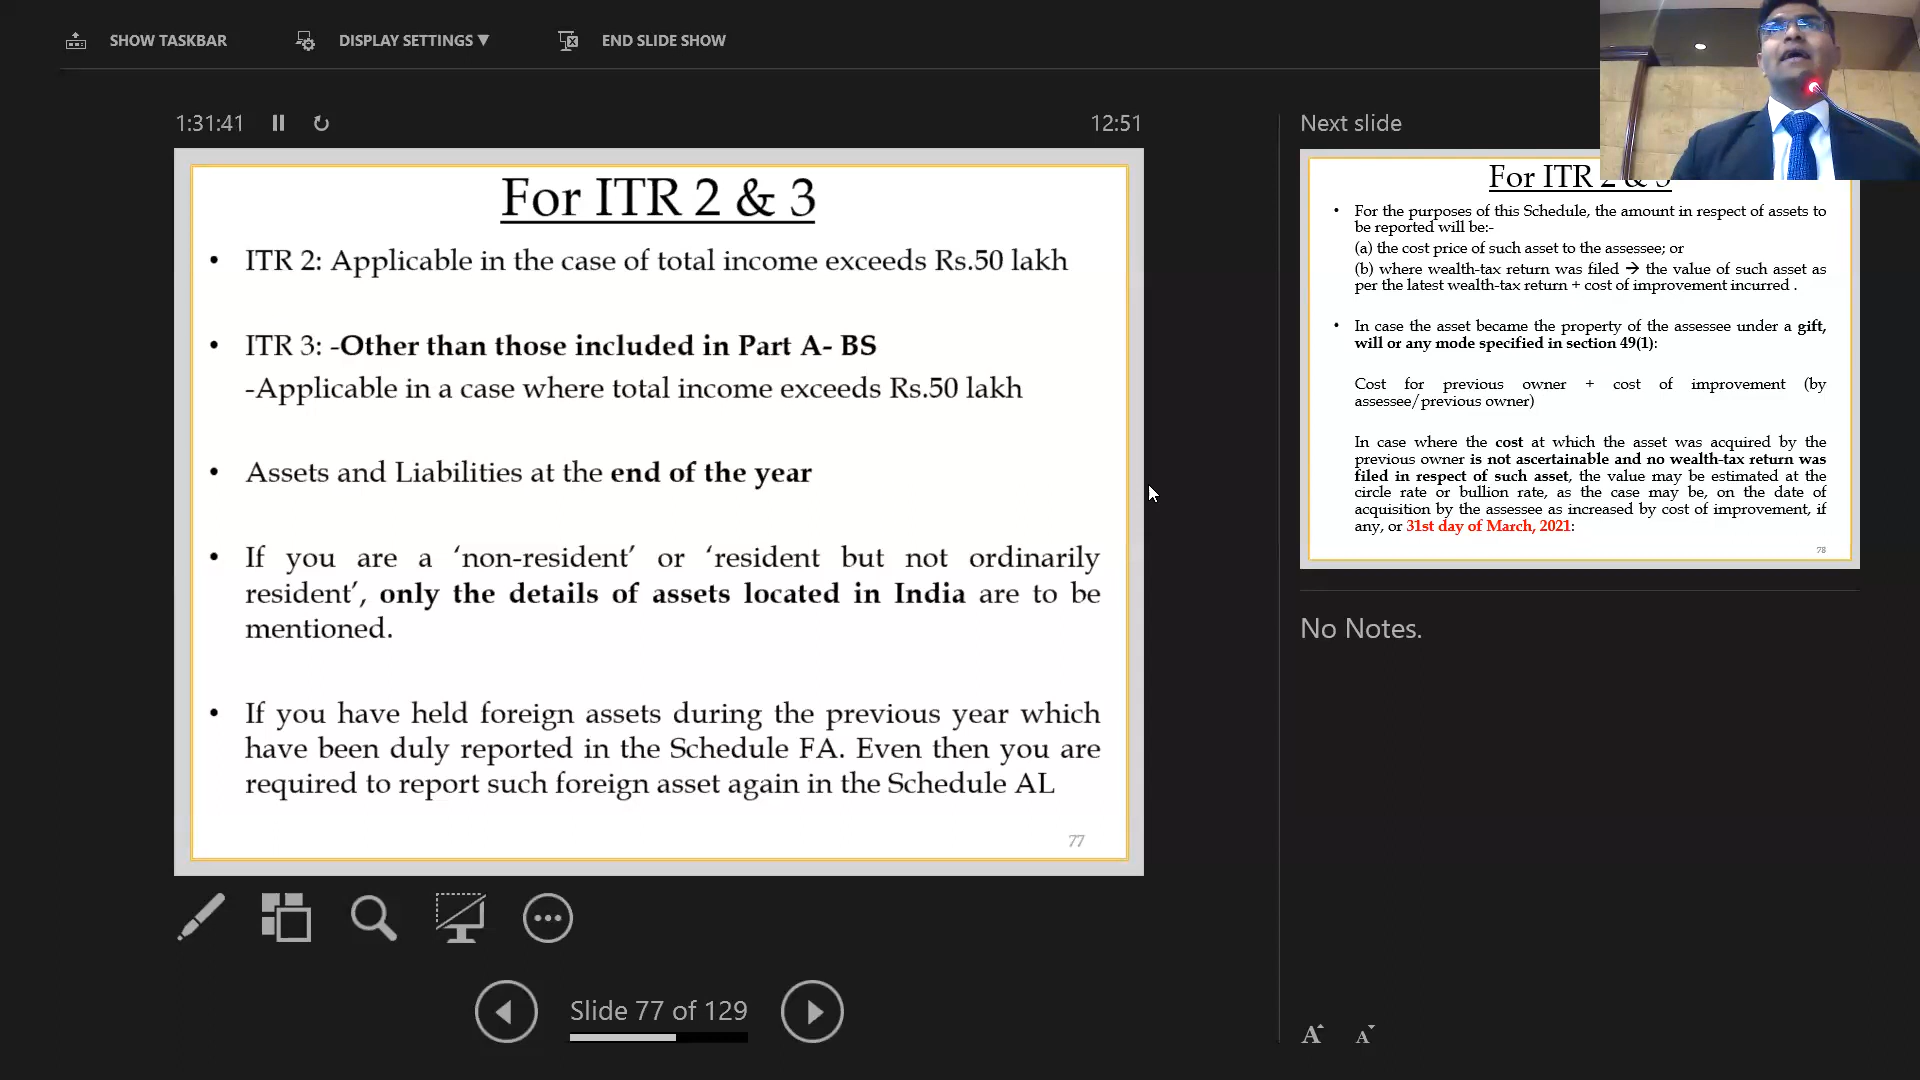 SHOW TASKBAR
DISPLAY SETTINGS ▼
END SLIDE SHOW
1:31:41
12:51
For ITR 2 & 3
• ITR 2: Applicable in the case of total income exceeds Rs.50 lakh
• ITR 3: -Other than those included in Part A- BS
-Applicable in a case where total income exceeds Rs.50 lakh
• Assets and Liabilities at the end of the year
• If you are a ‘non-resident’ or ‘resident but not ordinarily
resident’, only the details of assets located in India are to be
mentioned.
• If you have held foreign assets during the previous year which
have been duly reported in the Schedule FA. Even then you are
required to report such foreign asset again in the Schedule AL
77
Slide 77 of 129
Next slide
For ITR 2 & 3
• For the purposes of this Schedule, the amount in respect of assets to
be reported will be:-
(a) the cost price of such asset to the assessee; or
(b) where wealth-tax return was filed → the value of such asset as
per the latest wealth-tax return + cost of improvement incurred .
• In case the asset became the property of the assessee under a gift,
will or any mode specified in section 49(1):
Cost for previous owner + cost of improvement (by
assessee/previous owner)
In case where the cost at which the asset was acquired by the
previous owner is not ascertainable and no wealth-tax return was
filed in respect of such asset, the value may be estimated at the
circle rate or bullion rate, as the case may be, on the date of
acquisition by the assessee as increased by cost of improvement, if
any, or 31st day of March, 2021:
78
No Notes.
A A